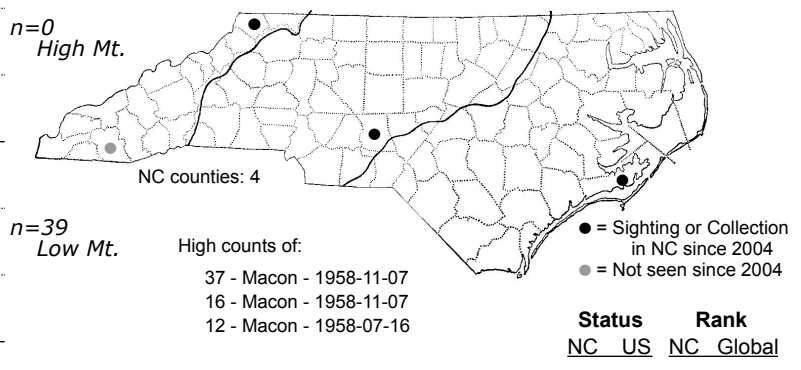 n=0
High Mt.
NC counties: 4
n=39
Low Mt.
High counts of:
37 - Macon - 1958-11-07
16 - Macon - 1958-11-07
12 - Macon - 1958-07-16
● = Sighting or Collection
in NC since 2004
● = Not seen since 2004
Status Rank
NC US NC Global